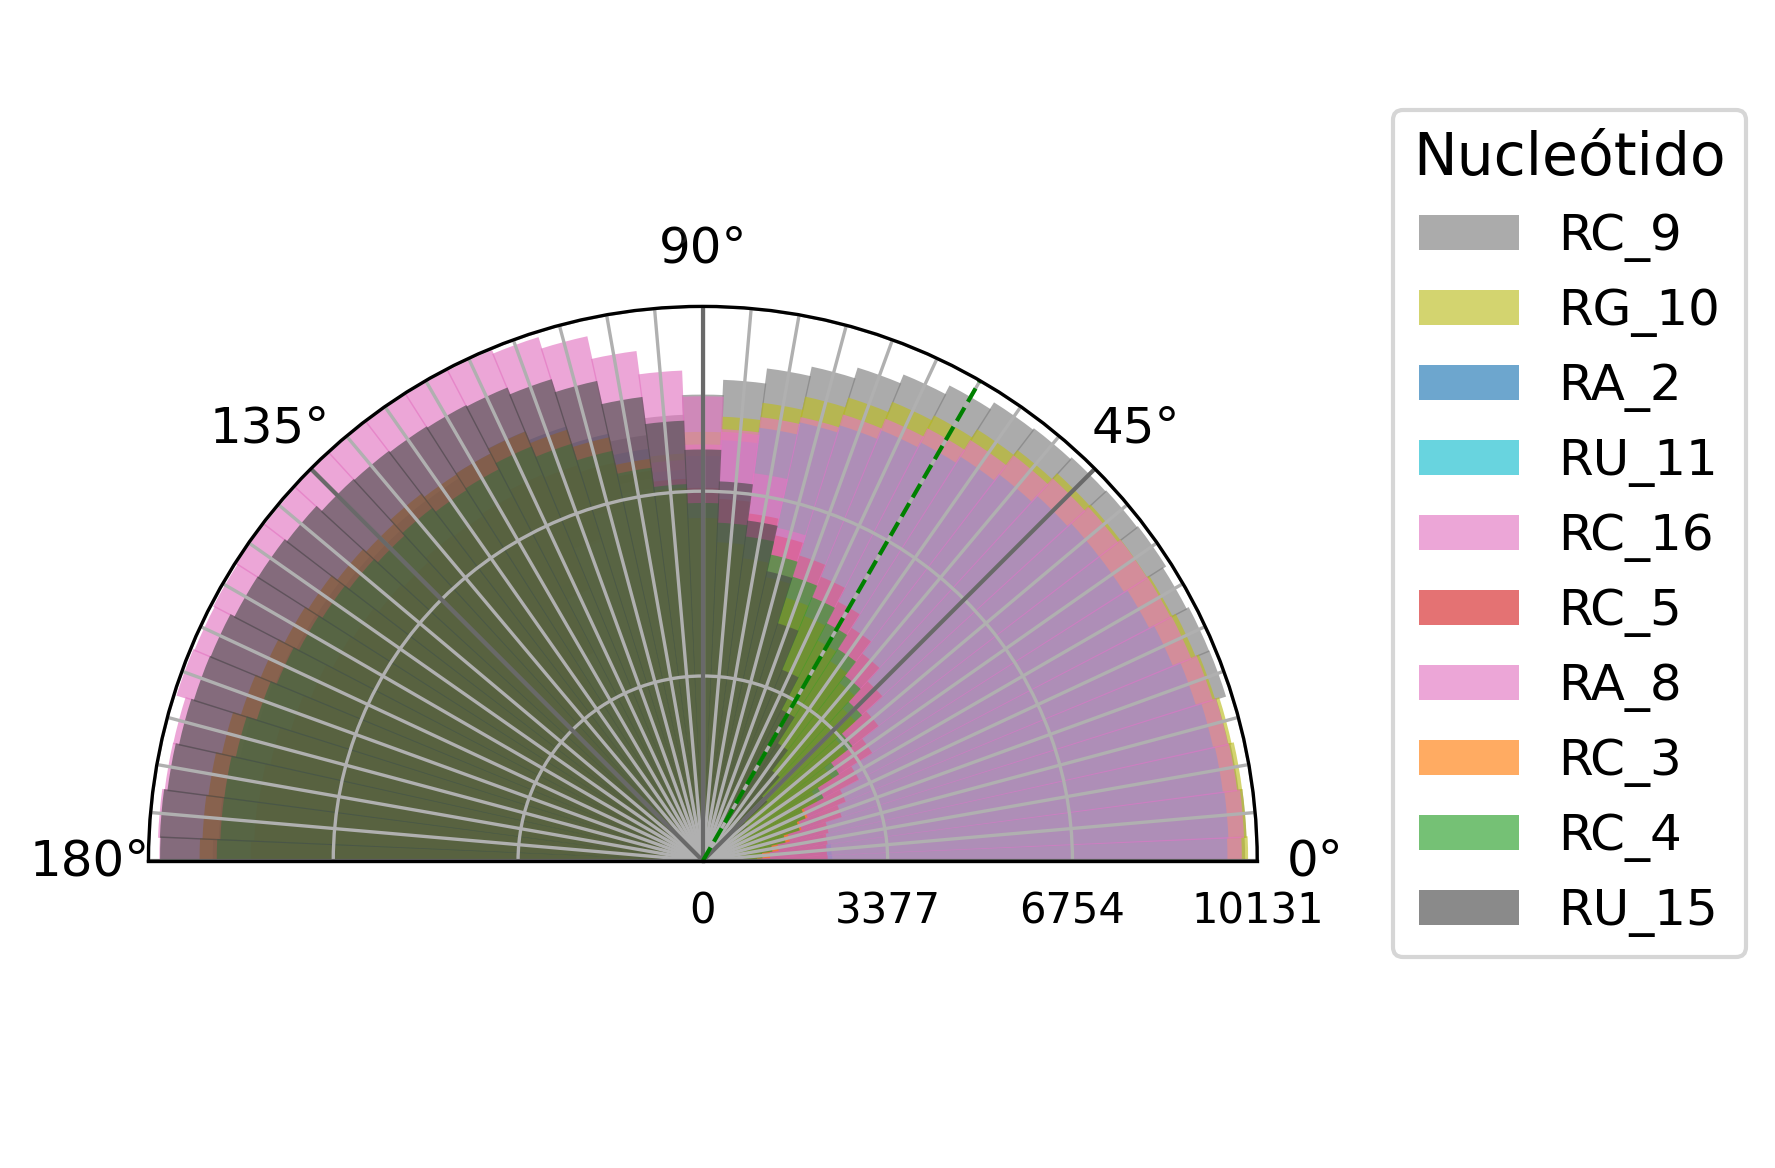 90°
135°
45°
180°
0°
0
3377
6754
10131
Nucleótido
RC_9
RG_10
RA_2
RU_11
RC_16
RC_5
RA_8
RC_3
RC_4
RU_15